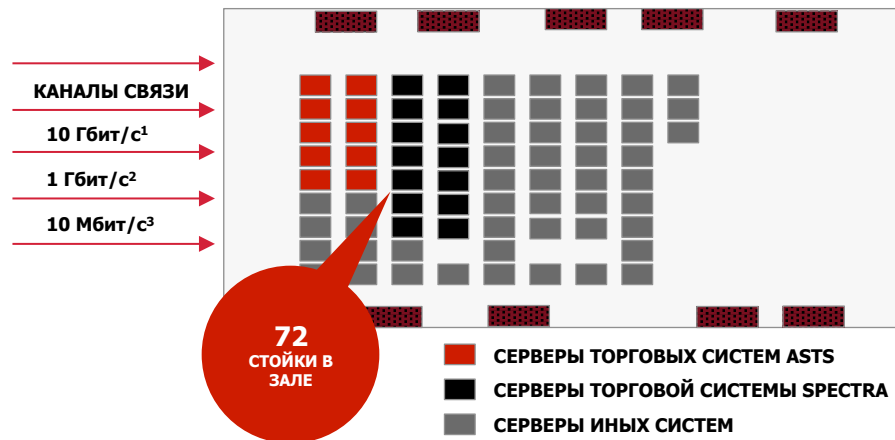 КАНАЛЫ СВЯЗИ
10 Гбит/с¹
1 Гбит/с²
10 Мбит/с³
72
СТОЙКИ В
ЗАЛЕ
СЕРВЕРЫ ТОРГОВЫХ СИСТЕМ ASTS
СЕРВЕРЫ ТОРГОВОЙ СИСТЕМЫ SPECTRA
СЕРВЕРЫ ИНЫХ СИСТЕМ